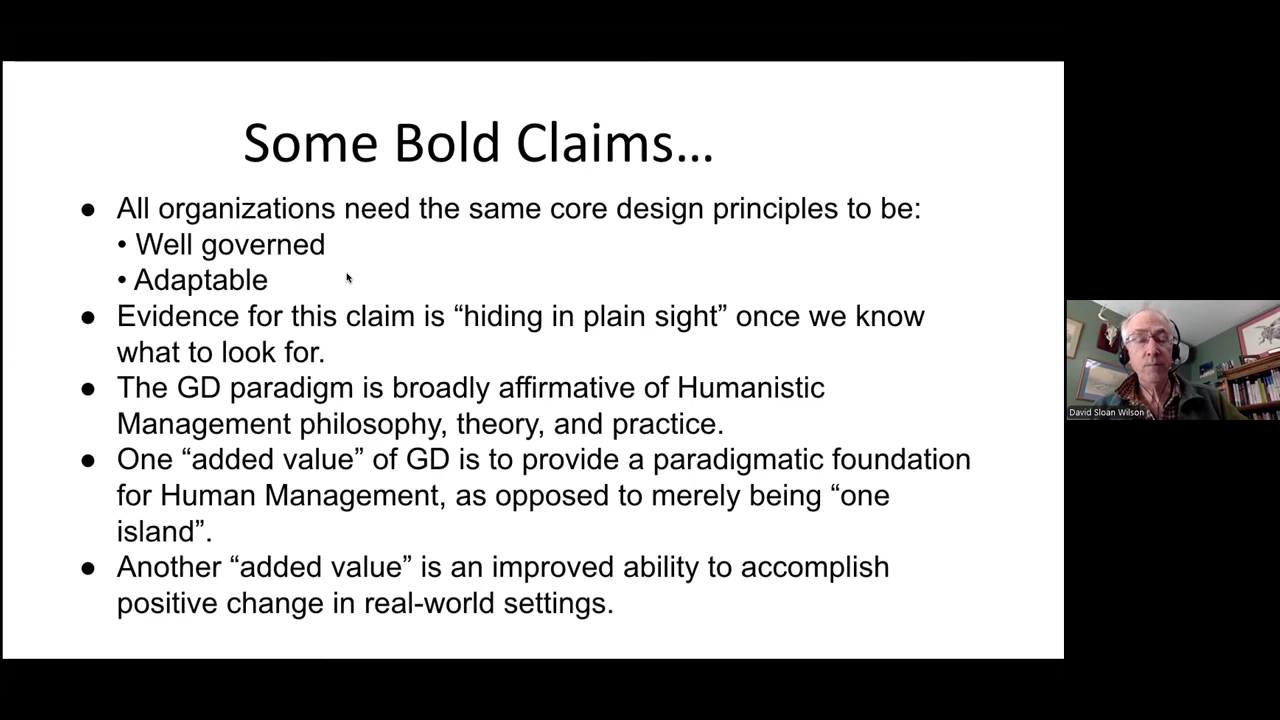 Some Bold Claims...
● All organizations need the same core design principles to be:
• Well governed
• Adaptable
● Evidence for this claim is “hiding in plain sight” once we know
what to look for.
● The GD paradigm is broadly affirmative of Humanistic
Management philosophy, theory, and practice.
● One “added value” of GD is to provide a paradigmatic foundation
for Human Management, as opposed to merely being “one
island”.
● Another “added value” is an improved ability to accomplish
positive change in real-world settings.
David Sloan Wilson